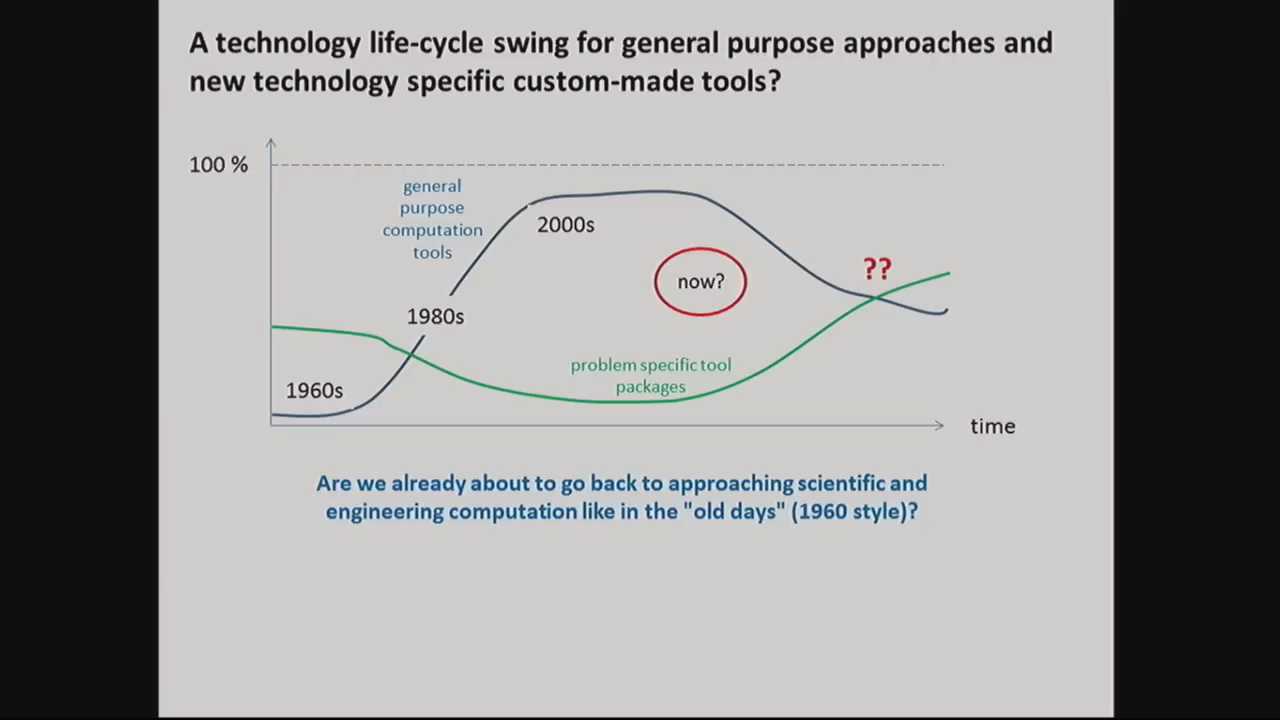 A technology life-cycle swing for general purpose approaches and
new technology specific custom-made tools?
100 %
general
purpose
computation
tools
2000s
??
now?
1980s
problem specific tool
packages
1960s
time
Are we already about to go back to approaching scientific and
engineering computation like in the "old days" (1960 style)?